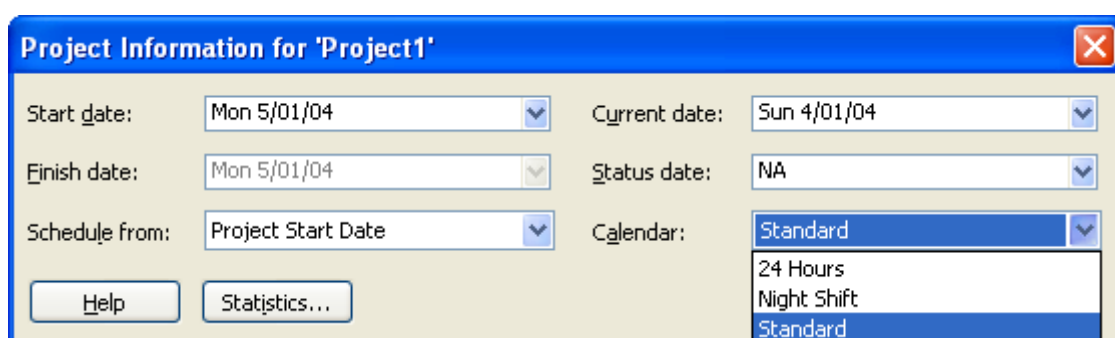 Project Information for 'Project1'
Start date: Mon 5/01/04 Current date: Sun 4/01/04
Finish date: Mon 5/01/04 Status date: NA
Schedule from: Project Start Date Calendar: Standard
24 Hours
Help Statistics... Night Shift
Standard